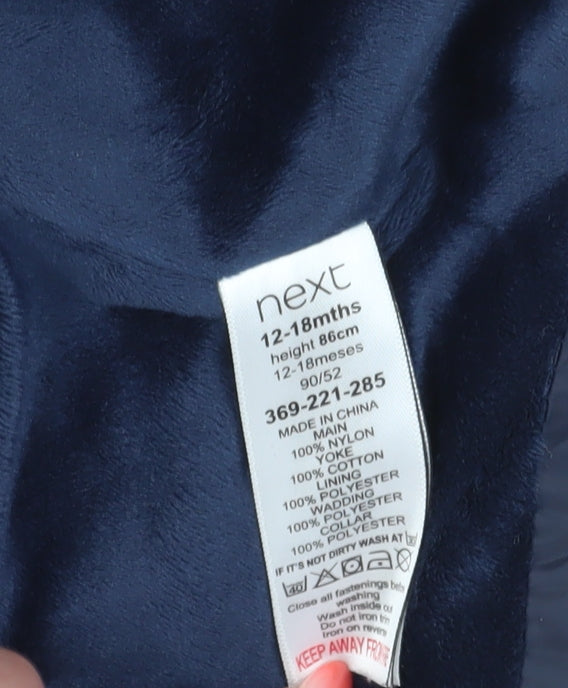 next
12-18mths
height 86cm
12-18meses
90/52
369-221-285
MADE IN CHINA
MAIN
100% NYLON
YOKE
100% COTTON
LINING
100% POLYESTER
WADDING
100% POLYESTER
COLLAR
100% POLYESTER
IF IT'S NOT DIRTY WASH AT
40
Close all fastenings
washing
Wash inside
Do not iron
Iron on
KEEP AWAY FROM